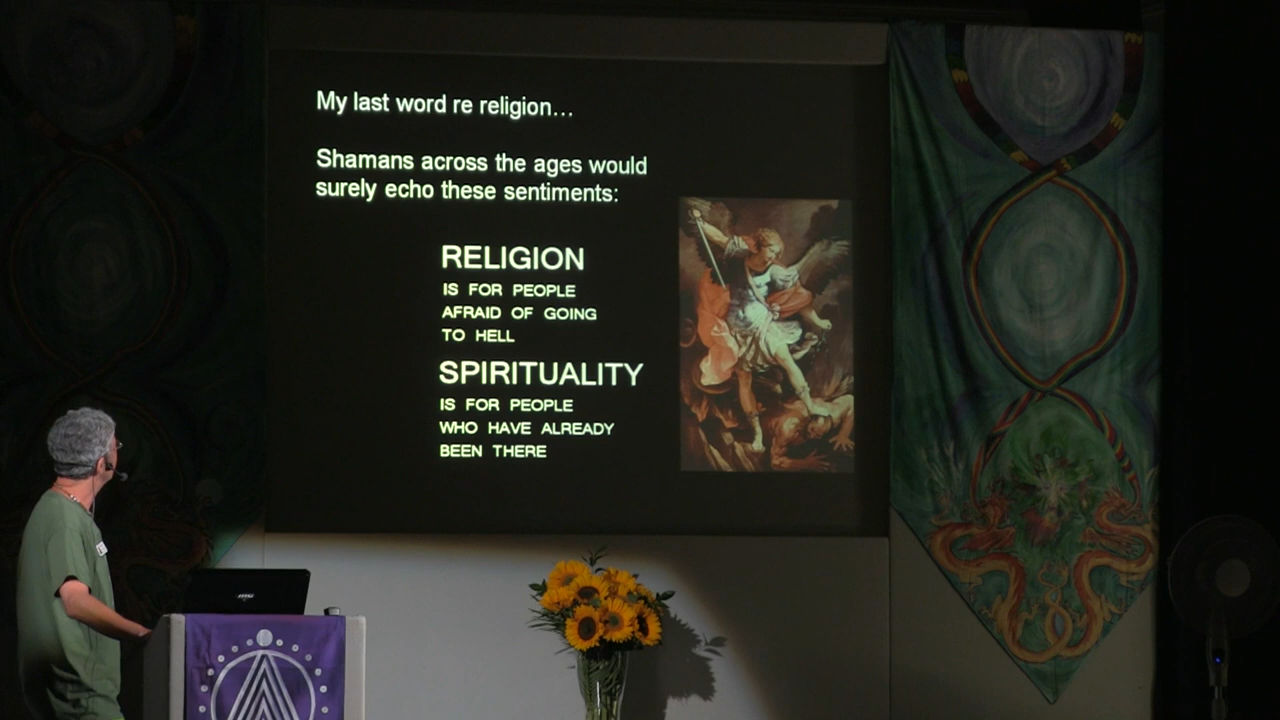 My last word re religion…
Shamans across the ages would
surely echo these sentiments:
RELIGION
IS FOR PEOPLE
AFRAID OF GOING
TO HELL
SPIRITUALITY
IS FOR PEOPLE
WHO HAVE ALREADY
BEEN THERE
msi